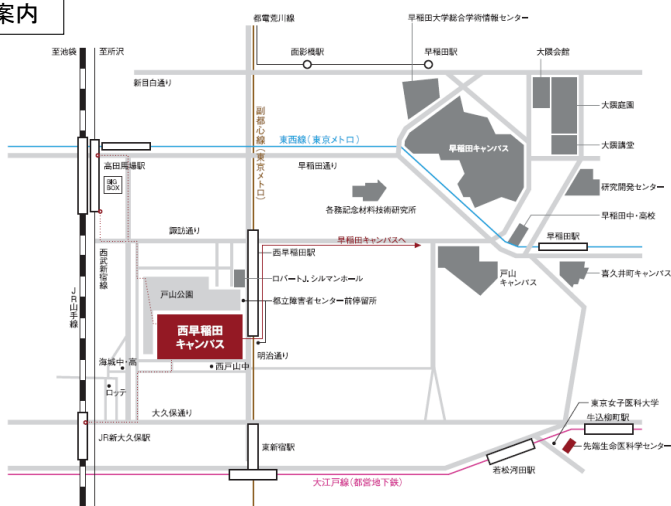 案内
都電荒川線
早稲田大学総合学術情報センター
至池袋
至所沢
面影橋駅
早稲田駅
大隈会館
新目白通り
大隈庭園
副都心線（東京メトロ）
東西線（東京メトロ）
大隈講堂
早稲田キャンパス
高田馬場駅
早稲田通り
BIG
BOX
各務記念材料技術研究所
研究開発センター
早稲田中・高校
諏訪通り
早稲田キャンパスへ
早稲田駅
西早稲田駅
西武新宿線
ロバートJ.シルマンホール
戸山
キャンパス
喜久井町キャンパス
戸山公園
都立障害者センター前停留所
JR山手線
西早稲田
キャンパス
明治通り
海城中・高
西戸山中
ロッテ
大久保通り
東京女子医科大学
牛込柳町駅
JR新大久保駅
東新宿駅
先端生命医科学センター
若松河田駅
大江戸線（都営地下鉄）